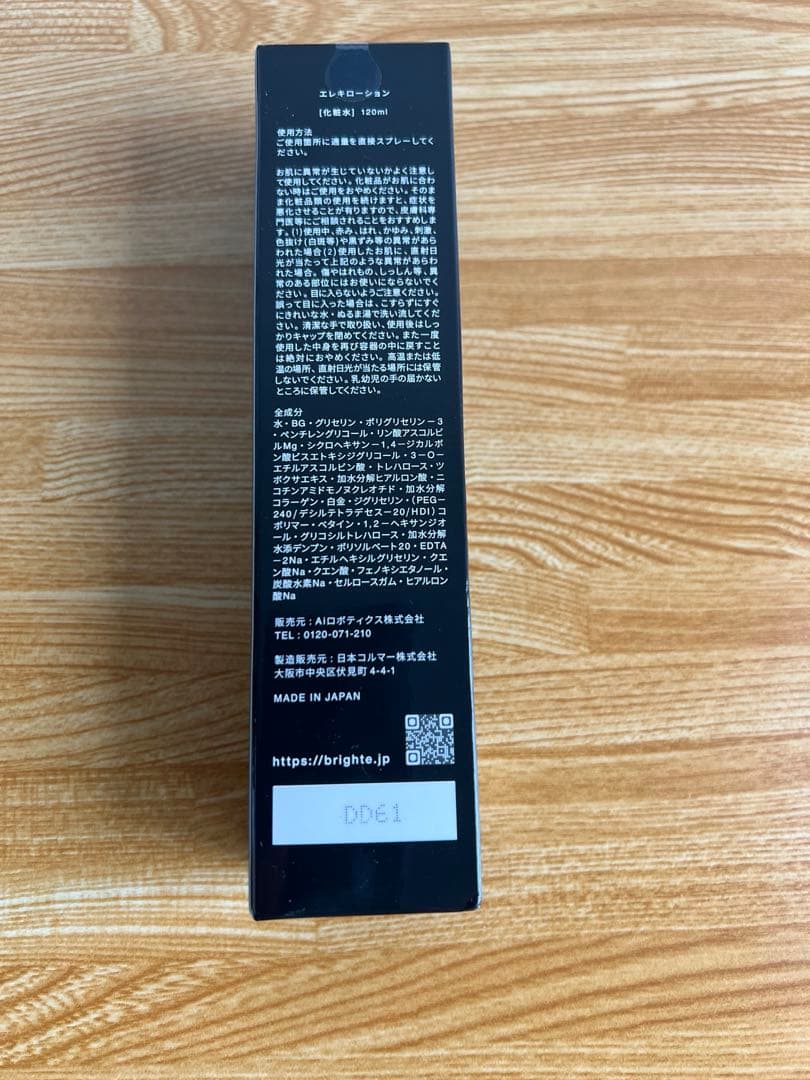 エレキローション
[化粧水] 120ml
使用方法
ご使用箇所に適量を直接スプレーしてく
ださい。
お肌に異常が生じていないかよく注意し
て使用してください。化粧品がお肌に合わ
ない時はご使用をおやめください。そのま
ま化粧品類の使用を続けますと、症状を
悪化させることが有りますので、皮膚科専
門医等にご相談されることをおすすめしま
す。(1)使用中、赤み、はれ、かゆみ、刺激、
色抜け(白斑等)や黒ずみ等の異常があら
われた場合(2)使用したお肌に、直射日
光が当たって上記のような異常があらわ
れた場合。傷やはれもの、しっしん等、異
常のある部位にはお使いにならないでく
ださい。目に入らないようご注意ください。
誤って目に入った場合は、こすらずにすぐ
にきれいな水・ぬるま湯で洗い流してくだ
さい。清潔な手で取り扱い、使用後はしっ
かりキャップを閉めてください。また一度
使用した中身を再び容器の中に戻すこと
は絶対におやめください。高温または低
温の場所、直射日光が当たる場所には保管
しないでください。乳幼児の手の届かない
ところに保管してください。
全成分
水・BG・グリセリン・ポリグリセリン-3
・ペンチレングリコール・リン酸アスコルビ
ルMg・シクロヘキサン-1,4-ジカルボ
ン酸ビスエトキシジグリコール・3-O-
エチルアスコルビン酸・トレハロース・ツ
ボクサエキス・加水分解ヒアルロン酸・ニ
コチンアミドモノヌクレオチド・加水分解
コラーゲン・白金・ジグリセリン・(PEG-
240/デシルテトラデセス-20/HDI)コ
ポリマー・ベタイン・1,2-ヘキサンジオ
ール・グリコシルトレハロース・加水分解
水添デンプン・ポリソルベート20・EDTA
-2Na・エチルヘキシルグリセリン・クエ
ン酸Na・クエン酸・フェノキシエタノール・
炭酸水素Na・セルロースガム・ヒアルロン
酸Na
販売元：AIロボティクス株式会社
TEL：0120-071-210
製造販売元：日本コルマー株式会社
大阪市中央区伏見町4-4-1
MADE IN JAPAN
https://brighte.jp
DD61